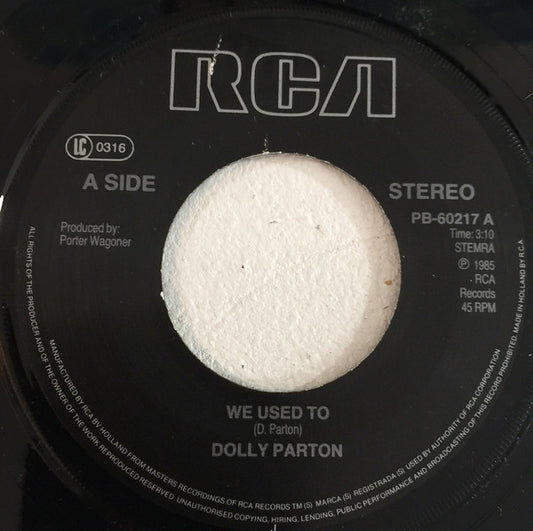 RCA
LC 0316
A SIDE
STEREO
PB-60217 A
Time: 3:10
STEMRA
℗ 1985
RCA
Records
45 RPM
Produced by:
Porter Wagoner
WE USED TO
(D. Parton)
DOLLY PARTON
ALL RIGHTS OF THE PRODUCER AND OF THE OWNER OF THE WORK REPRODUCED RESERVED. UNAUTHORISED COPYING, HIRING, LENDING, PUBLIC PERFORMANCE AND BROADCASTING OF THIS RECORD PROHIBITED. MADE IN HOLLAND BY R.C.A.
MANUFACTURED BY RCA BV HOLLAND FROM MASTERS RECORDINGS OF RCA RECORDS TM (S) MARCA (S) REGISTRADA (S) USED BY AUTHORITY OF RCA CORPORATION